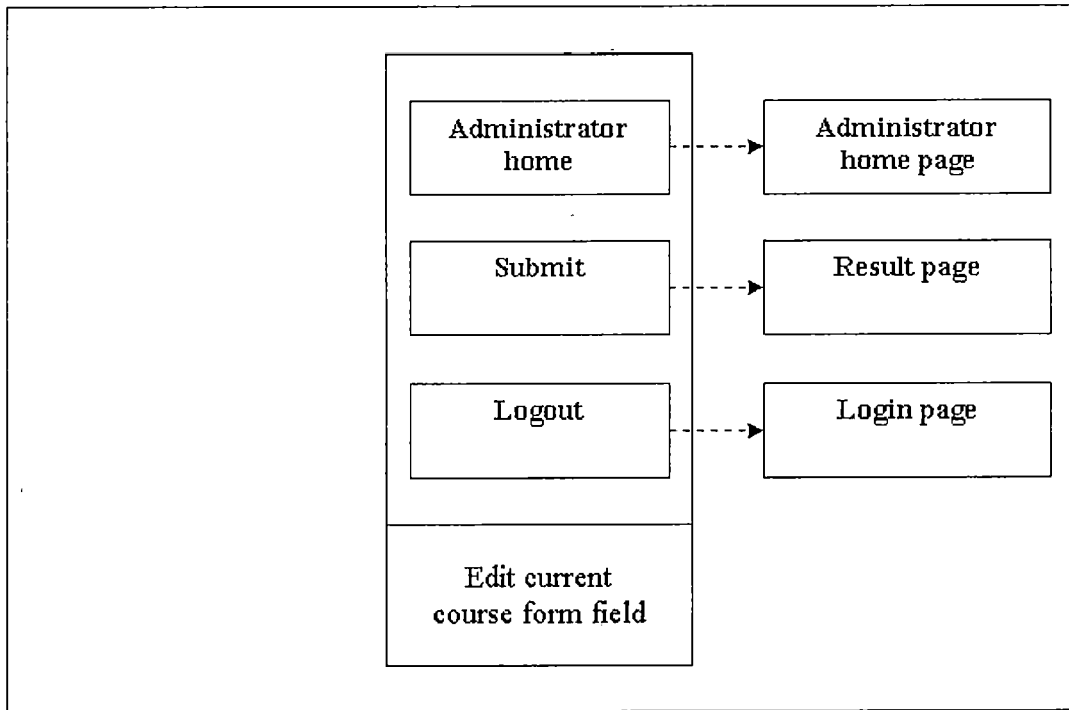 Administrator
home
Administrator
home page
Submit
Result page
Logout
Login page
Edit current
course form field